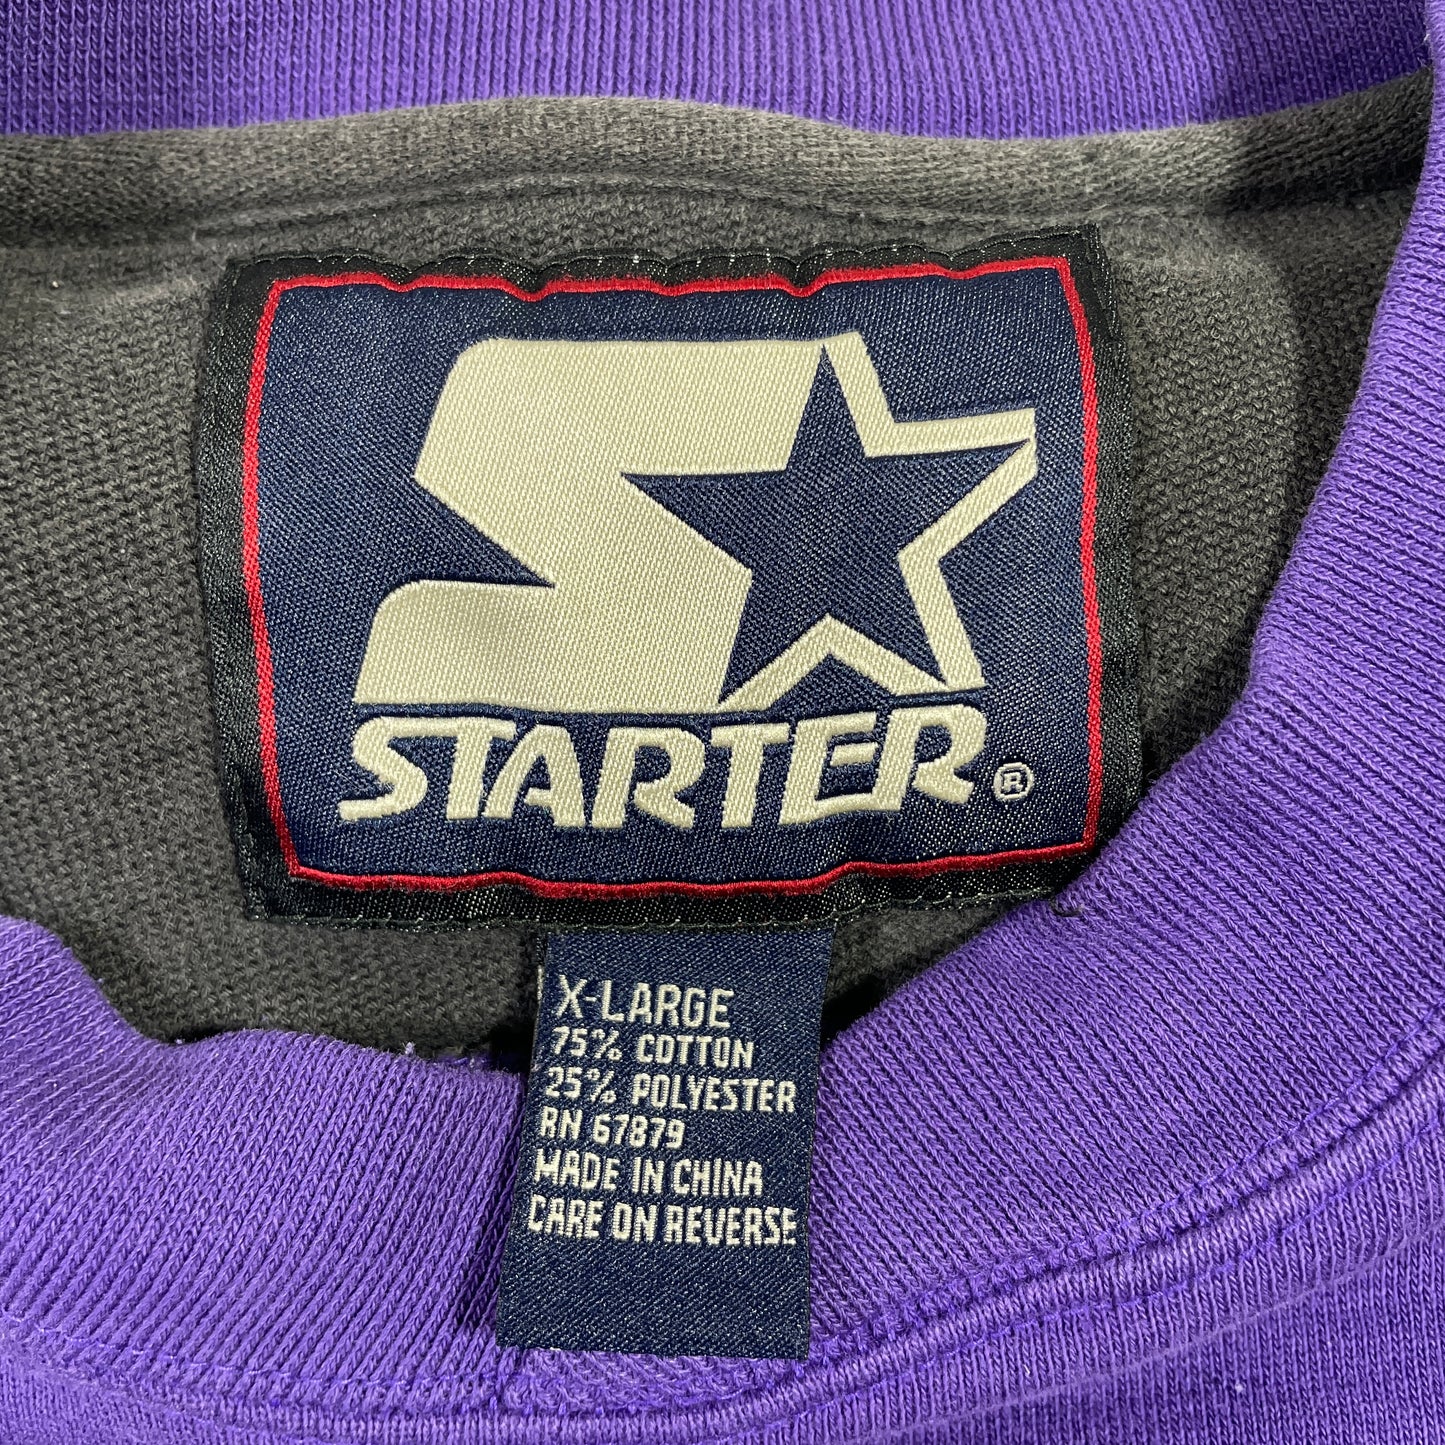 STARTER ®
X-LARGE
75% COTTON
25% POLYESTER
RN 67879
MADE IN CHINA
CARE ON REVERSE